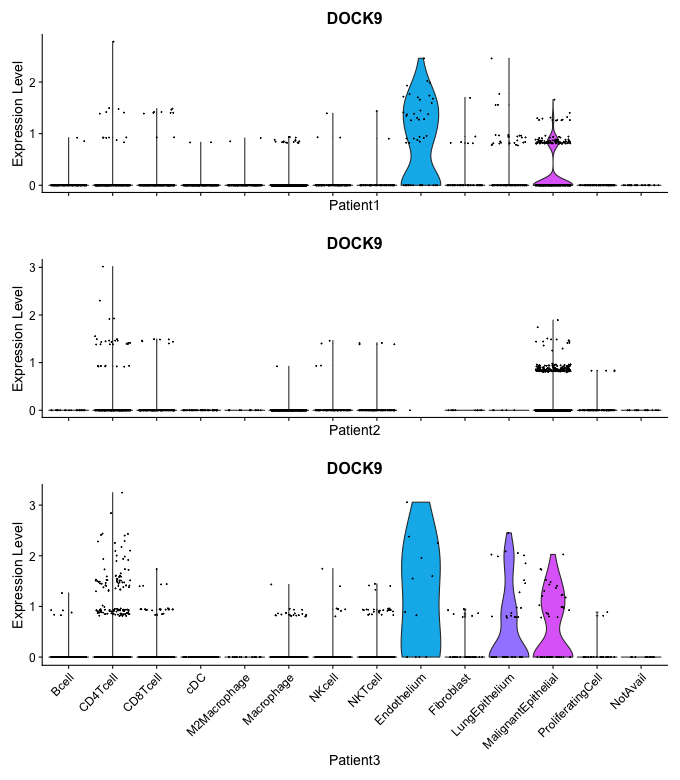 DOCK9
Expression Level
2
1
0
Patient1
DOCK9
Expression Level
3
2
1
0
Patient2
DOCK9
Expression Level
3
2
1
0
Bcell
CD4Tcell
CD8Tcell
cDC
M2Macrophage
Macrophage
NKcell
NKTcell
Endothelium
Fibroblast
LungEpithelium
MalignantEpithelial
ProliferatingCell
NotAvail
Patient3